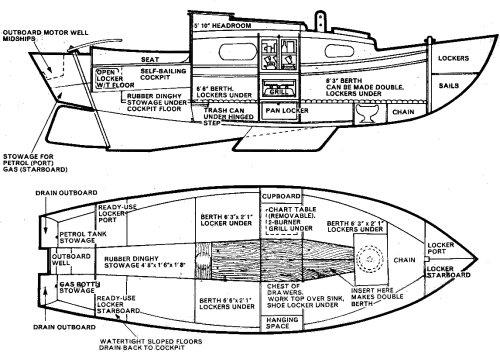 OUTBOARD MOTOR WELL
MIDSHIPS
5' 10" HEADROOM
SEAT
OPEN
LOCKER
W/T FLOOR
SELF-BAILING
COCKPIT
RUBBER DINGHY
STOWAGE UNDER
COCKPIT FLOOR
6'6" BERTH.
LOCKERS UNDER
TRASH CAN
UNDER HINGED
STEP
GRILL
PAN LOCKER
6'3" BERTH
CAN BE MADE DOUBLE,
LOCKERS UNDER
CHAIN
LOCKERS
SAILS
STOWAGE FOR
PETROL (PORT)
GAS (STARBOARD)
DRAIN OUTBOARD
READY-USE
LOCKER
PORT
PETROL TANK
STOWAGE
OUTBOARD
WELL
GAS BOTTLE
STOWAGE
DRAIN OUTBOARD
RUBBER DINGHY
STOWAGE 4'8"x1'6"x1'8"
READY-USE
LOCKER
STARBOARD
WATERTIGHT SLOPED FLOORS
DRAIN BACK TO COCKPIT
BERTH 6'3"x 2'1"
LOCKERS UNDER
BERTH 6'6"x2'1"
LOCKERS UNDER
CUPBOARD
CHART TABLE
(REMOVABLE).
2-BURNER
GRILL UNDER
CHEST OF
DRAWERS.
WORK TOP OVER SINK,
SHOE LOCKER UNDER
HANGING
SPACE
BERTH 6' 3"x 2'1"
LOCKERS UNDER
INSERT HERE
MAKES DOUBLE
BERTH
CHAIN
LOCKER
PORT
LOCKER
STARBOARD